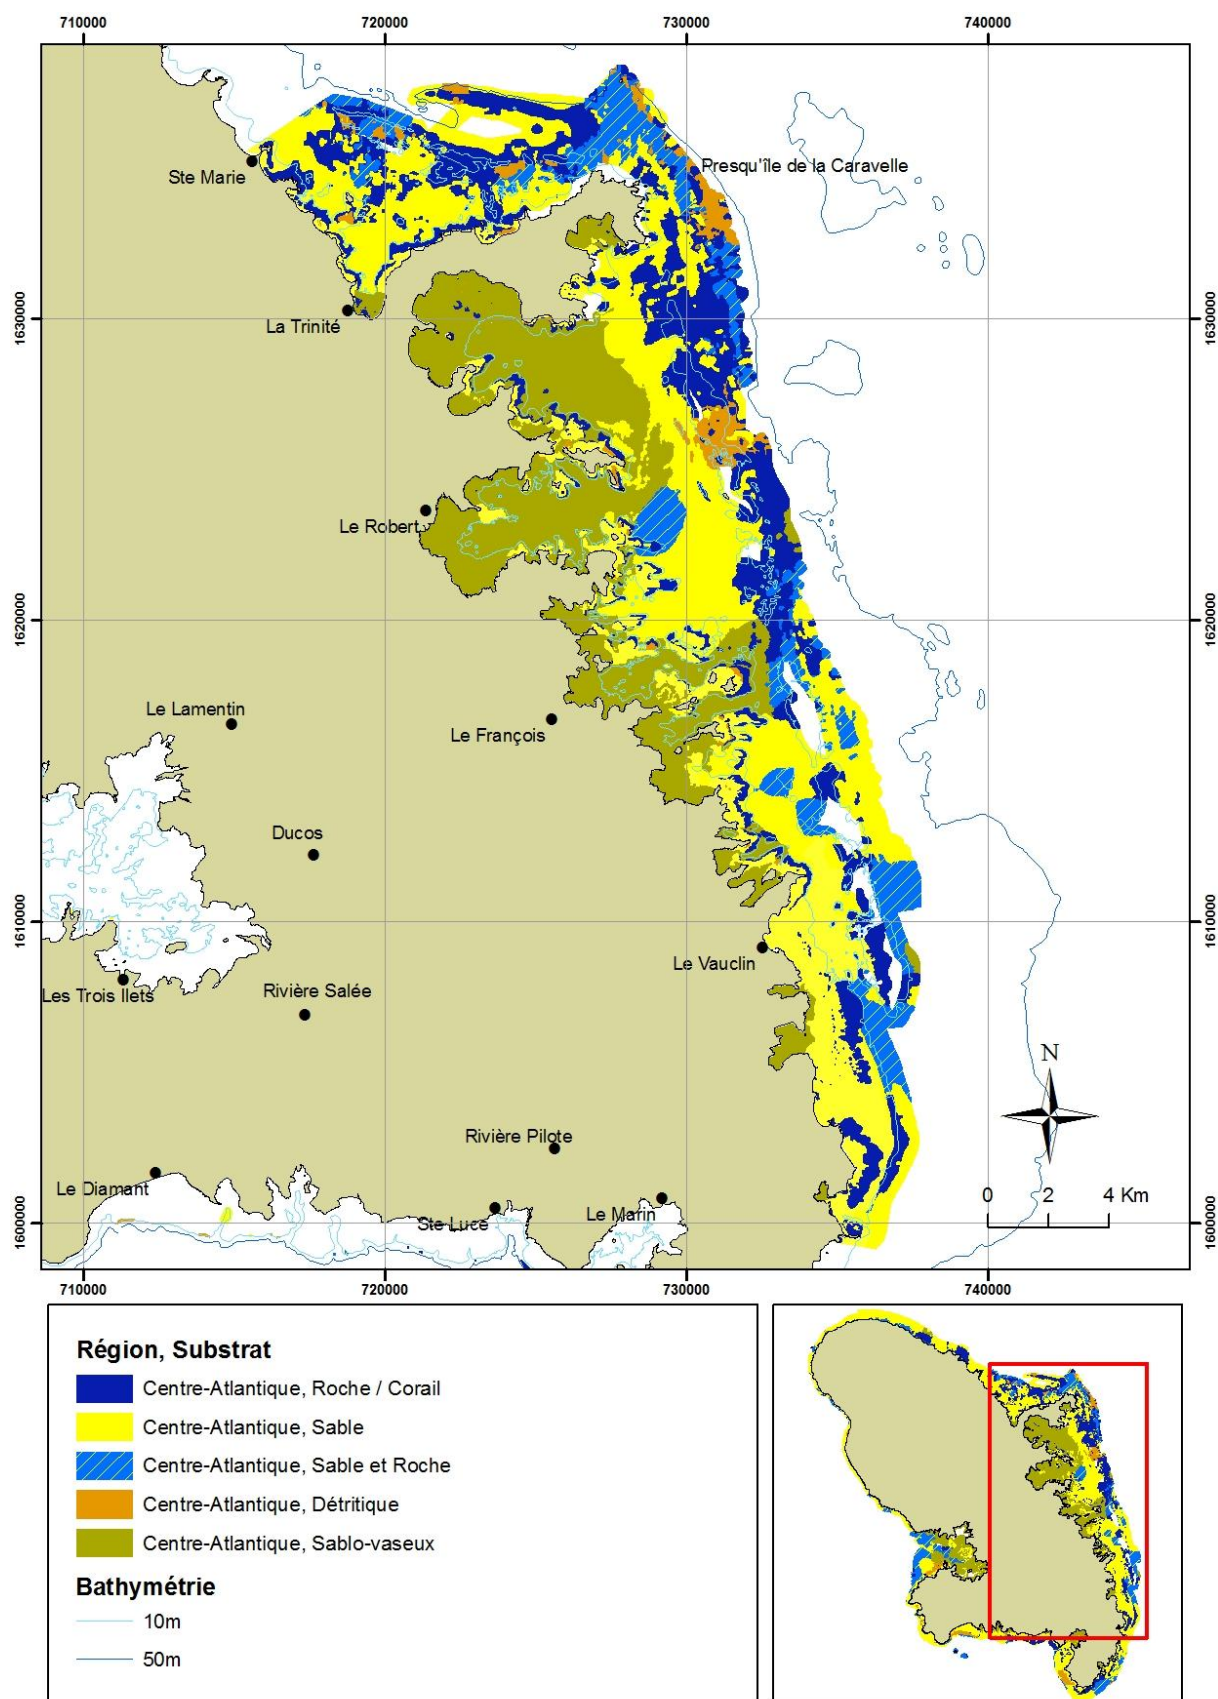 710000 720000 730000 740000
Ste Marie
Presqu'île de la Caravelle
1630000 1630000
La Trinité
Le Robert
1620000 1620000
Le Lamentin
Le François
Ducos
1610000 1610000
Le Vauclin
Les Trois Ilets
Rivière Salée
N
Rivière Pilote
Le Diamant
0 2 4 Km
Ste Luce
Le Marin
1600000 1600000
710000 720000 730000 740000
Région, Substrat
Centre-Atlantique, Roche / Corail
Centre-Atlantique, Sable
Centre-Atlantique, Sable et Roche
Centre-Atlantique, Détritique
Centre-Atlantique, Sablo-vaseux
Bathymétrie
10m
50m